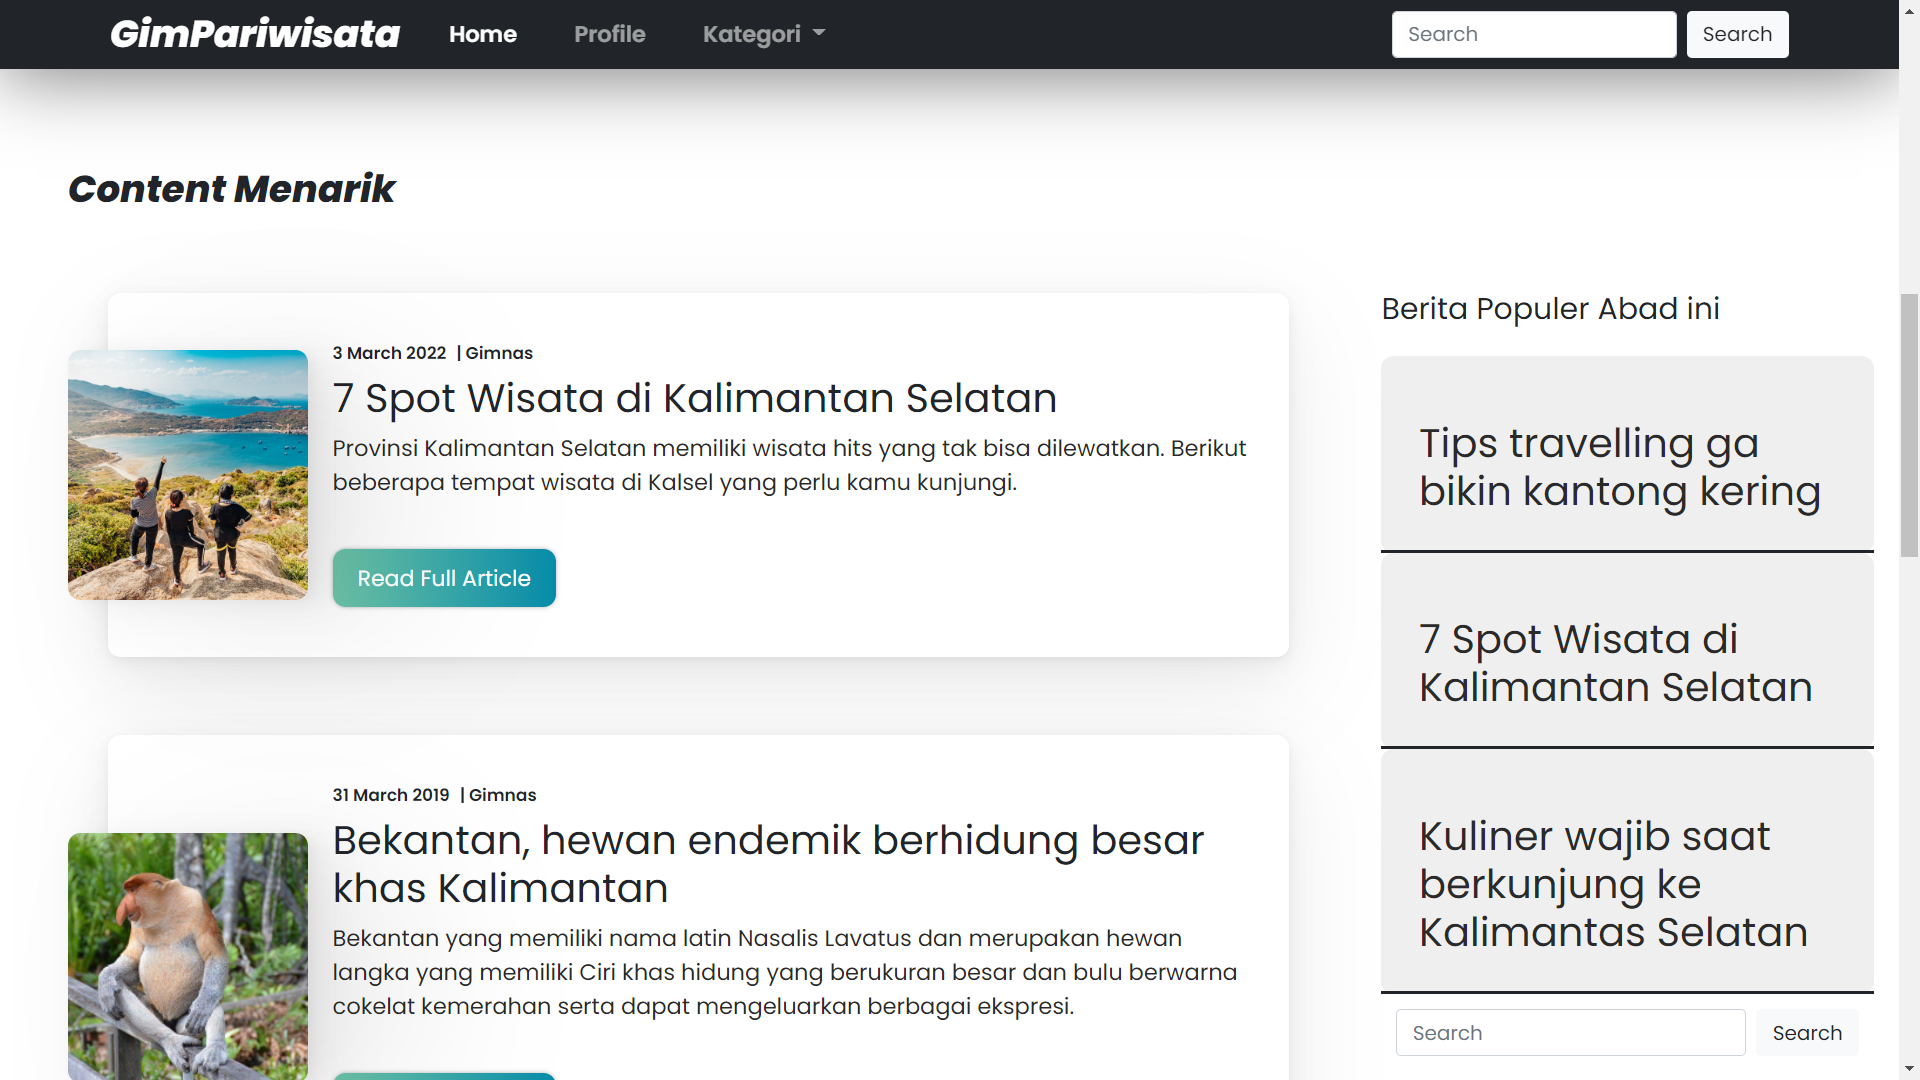 GimPariwisata Home Profile Kategori Search Search
Content Menarik
3 March 2022 | Gimnas
7 Spot Wisata di Kalimantan Selatan
Provinsi Kalimantan Selatan memiliki wisata hits yang tak bisa dilewatkan. Berikut
beberapa tempat wisata di Kalsel yang perlu kamu kunjungi.
Read Full Article
31 March 2019 | Gimnas
Bekantan, hewan endemik berhidung besar
khas Kalimantan
Bekantan yang memiliki nama latin Nasalis Lavatus dan merupakan hewan
langka yang memiliki Ciri khas hidung yang berukuran besar dan bulu berwarna
cokelat kemerahan serta dapat mengeluarkan berbagai ekspresi.
Berita Populer Abad ini
Tips travelling ga
bikin kantong kering
7 Spot Wisata di
Kalimantan Selatan
Kuliner wajib saat
berkunjung ke
Kalimantas Selatan
Search Search